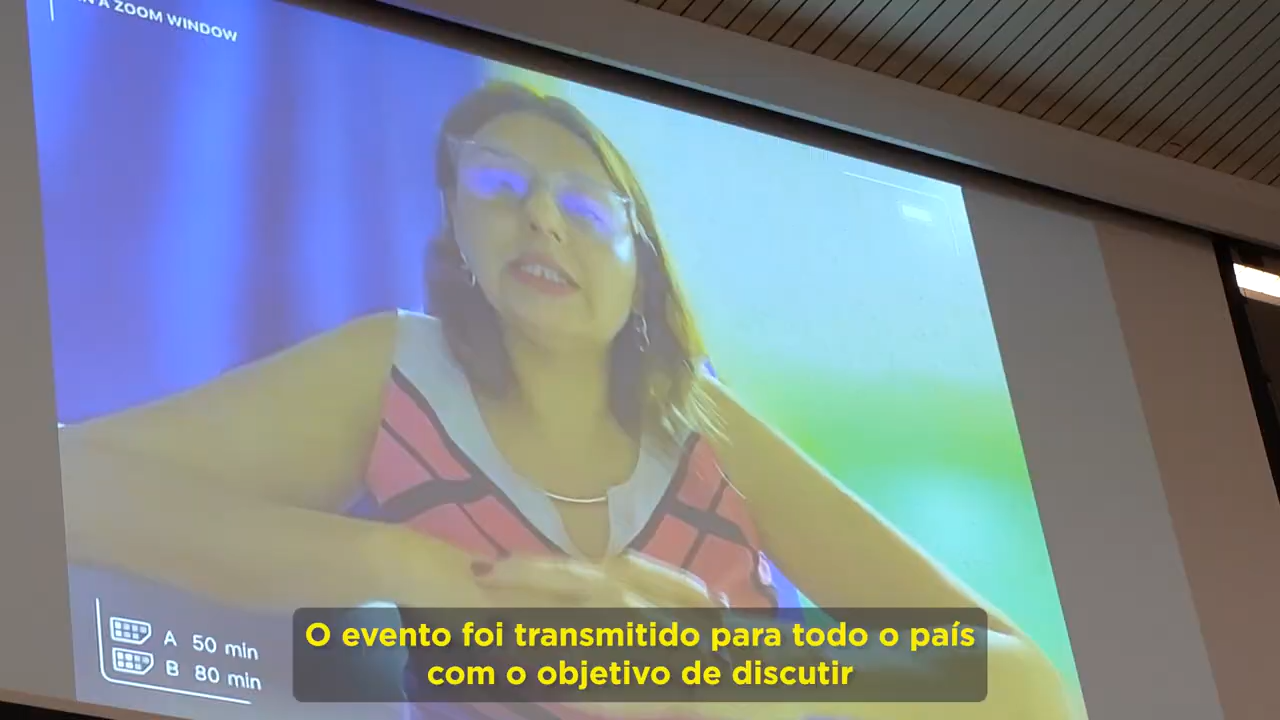 A ZOOM WINDOW
A 50 min
B 80 min
O evento foi transmitido para todo o país
com o objetivo de discutir